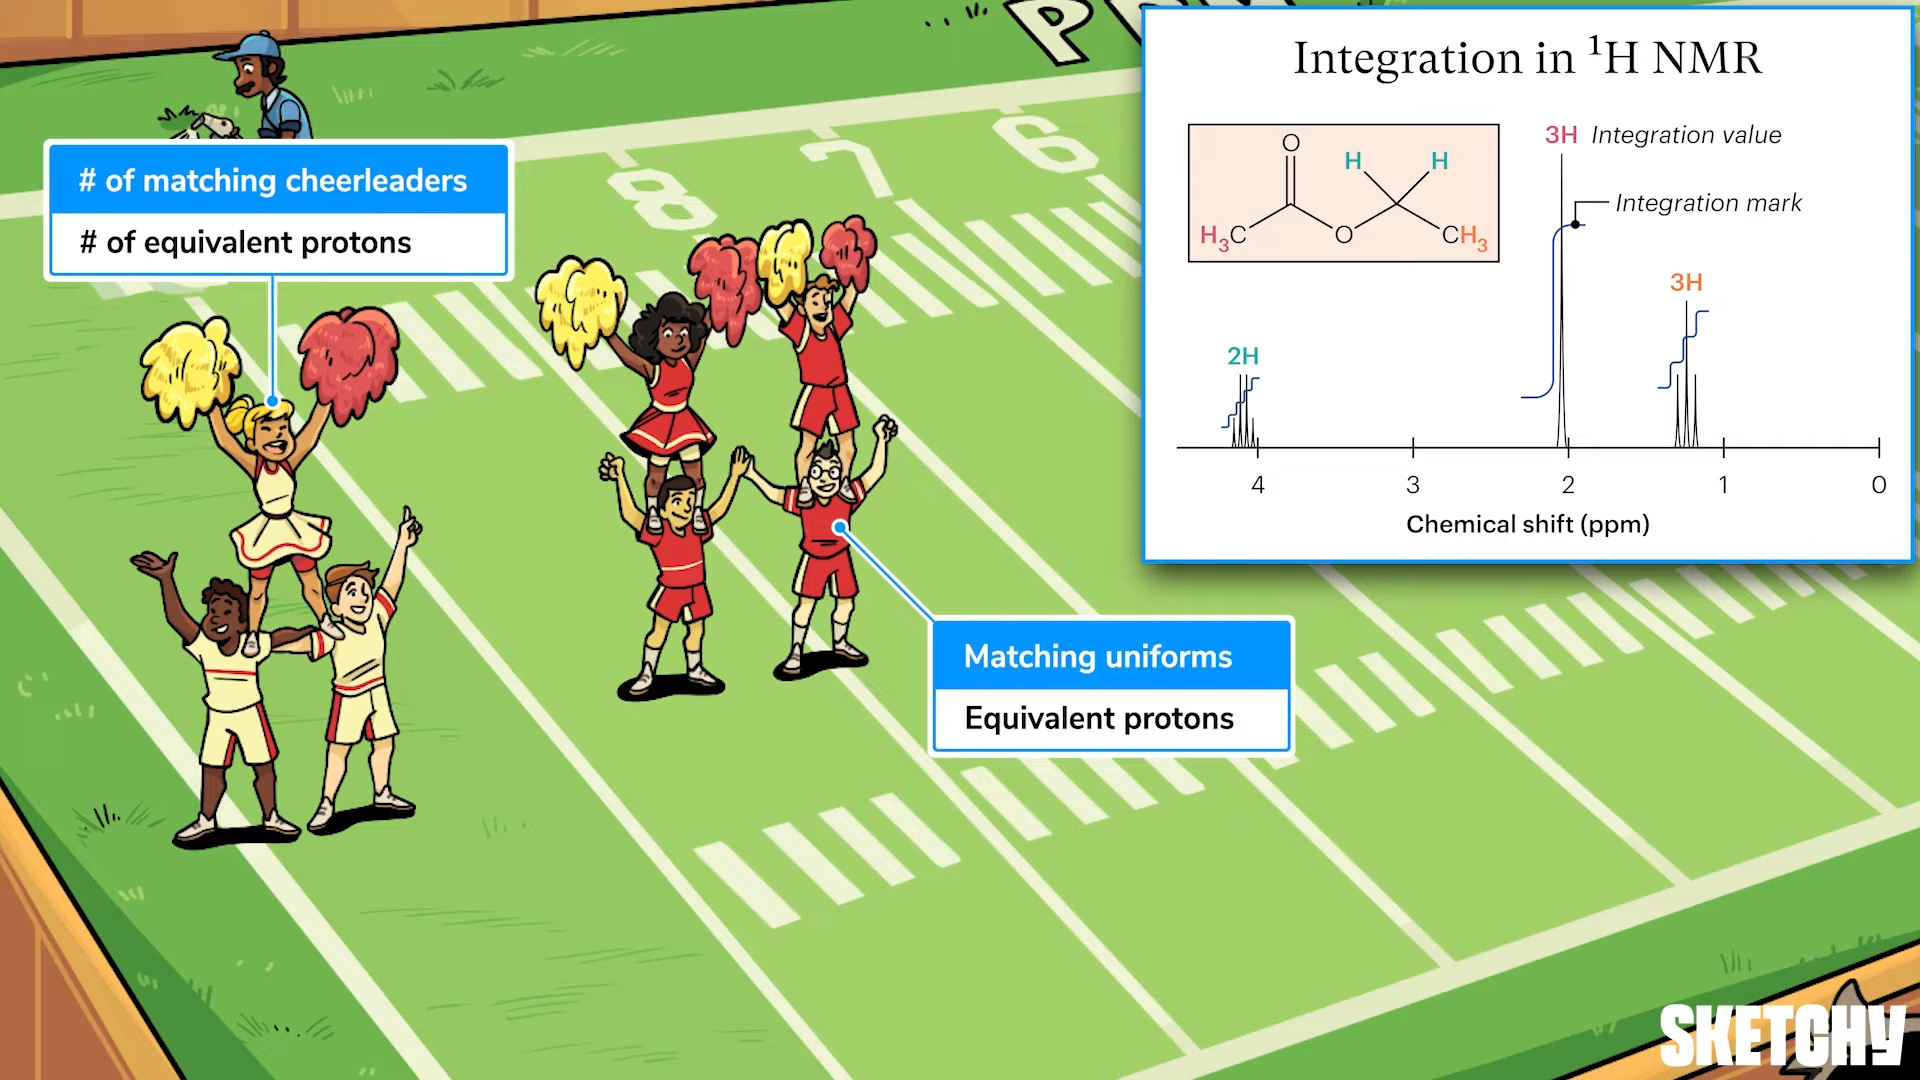 # of matching cheerleaders
# of equivalent protons
8
7
6
Matching uniforms
Equivalent protons
Integration in ¹H NMR
O
H
H
H₃C
O
CH₃
3H Integration value
Integration mark
3H
2H
4 3 2 1 0
Chemical shift (ppm)
SKETCHY